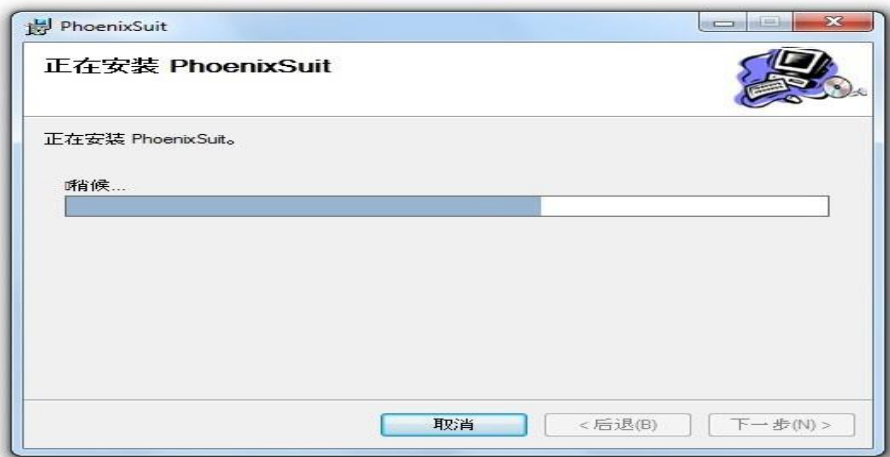 PhoenixSuit
正在安装 PhoenixSuit
正在安装 PhoenixSuit。
稍候...
取消
<后退(B)
下一步(N) >